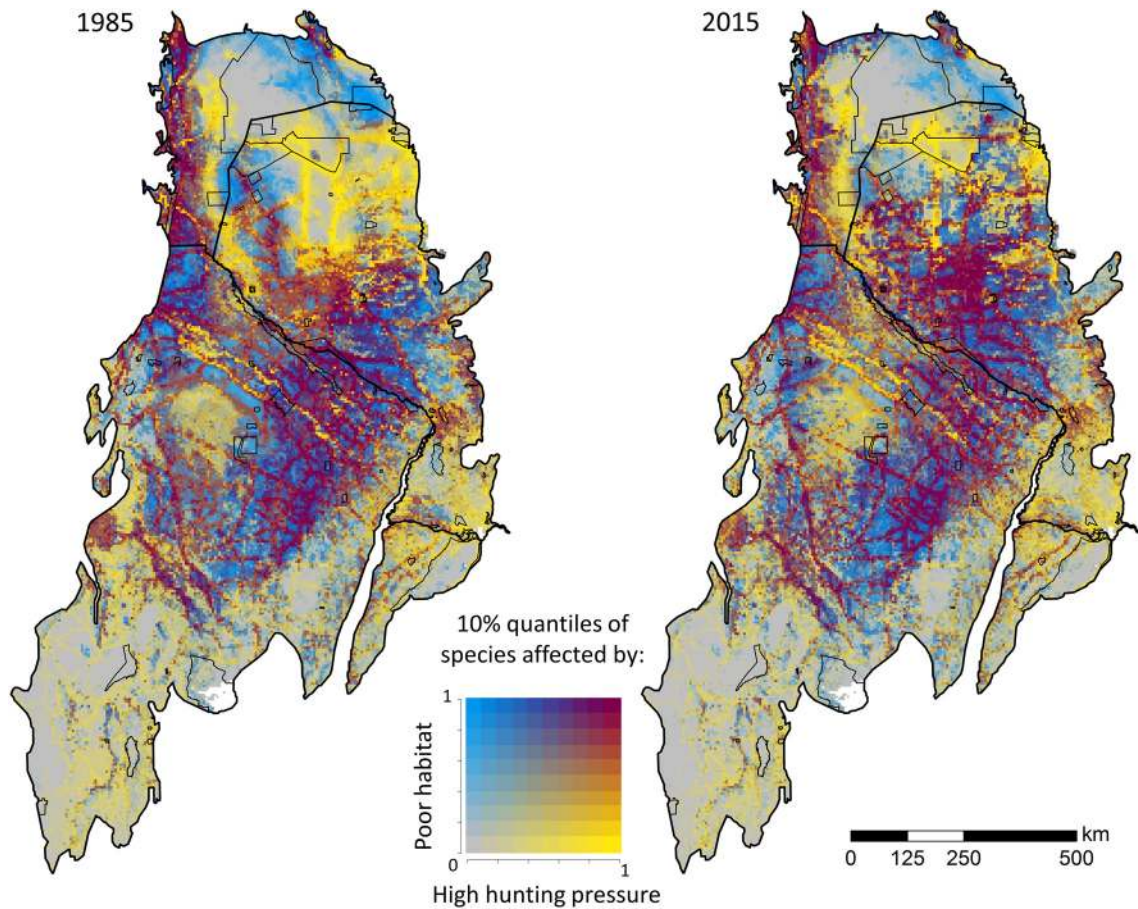 1985
2015
10% quantiles of
species affected by:
1
Poor habitat
0
1
High hunting pressure
km
0 125 250 500